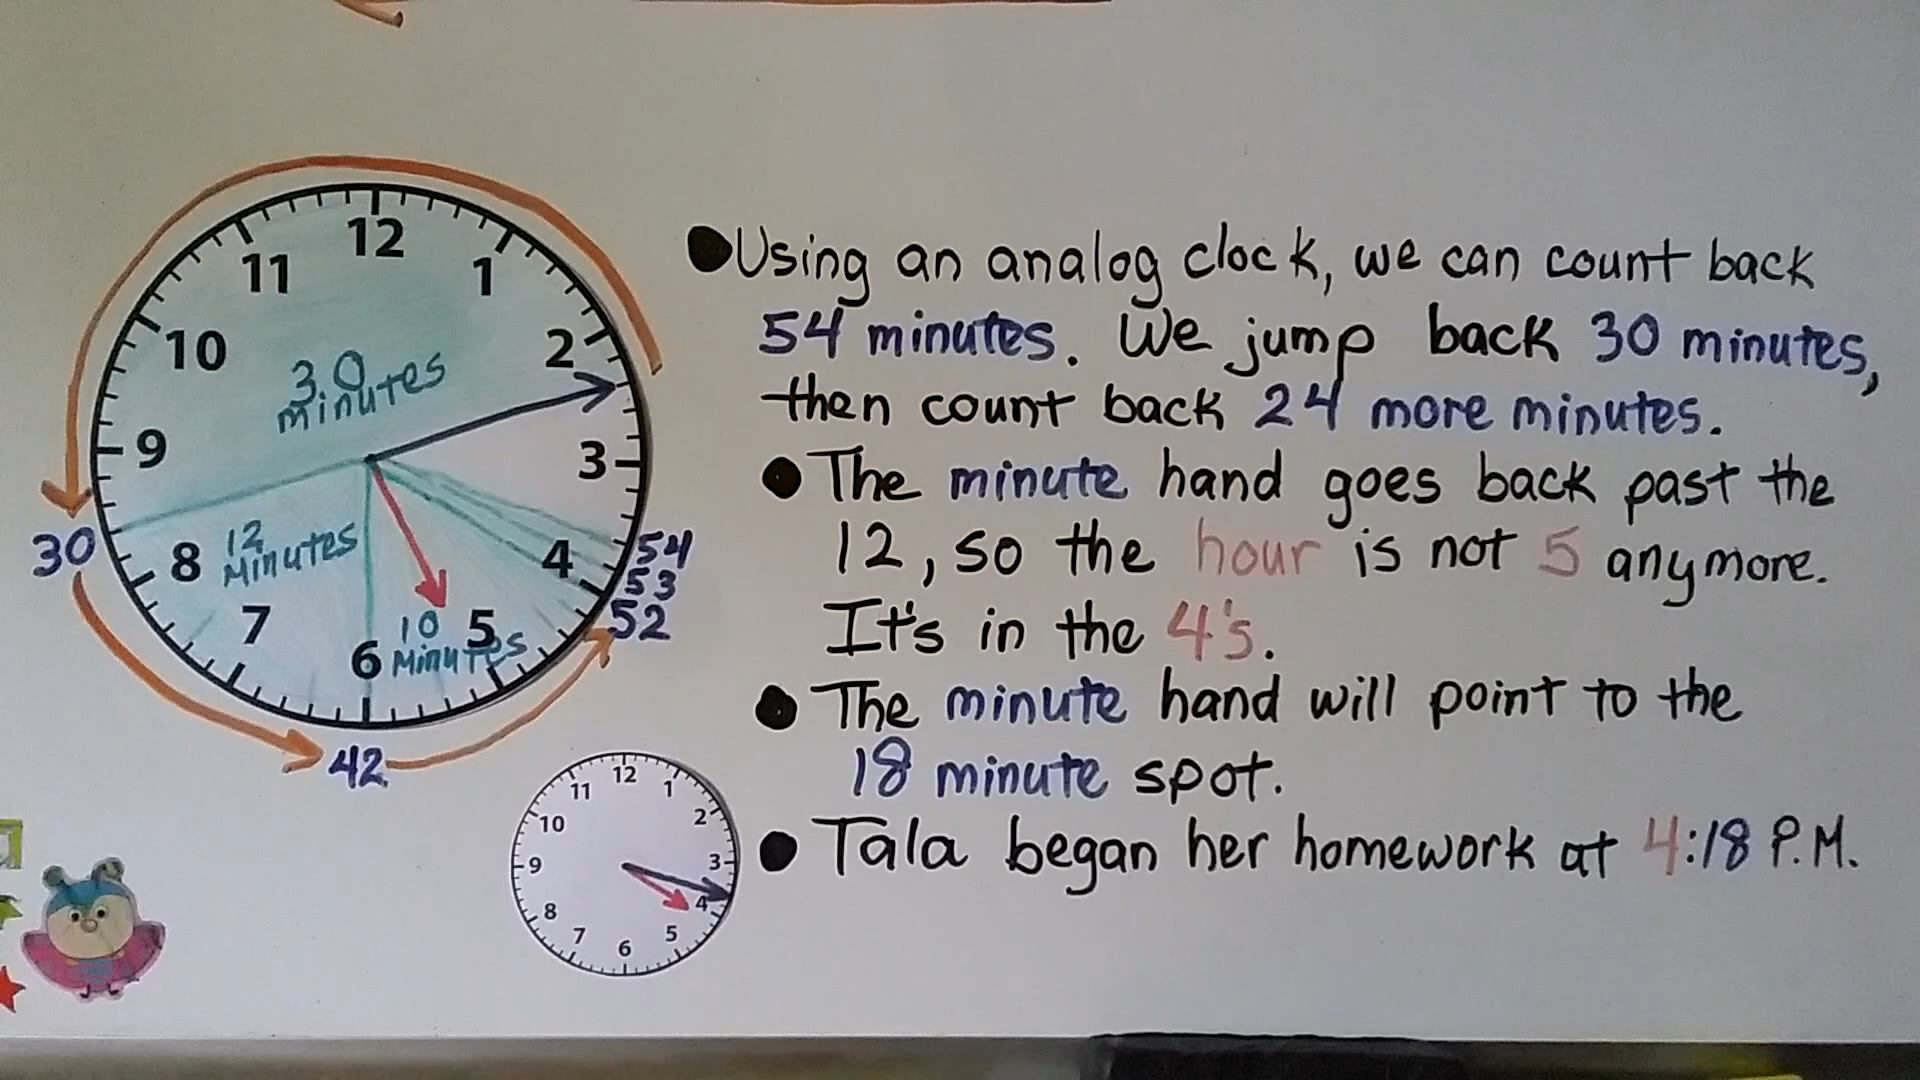 12
11
1
10
2
30
minutes
9
3
30
8
12
Minutes
4
54
53
52
7
10
Minutes
5
6
42
● Using an analog clock, we can count back
54 minutes. We jump back 30 minutes,
then count back 24 more minutes.
● The minute hand goes back past the
12, so the hour is not 5 anymore.
It's in the 4's.
● The minute hand will point to the
18 minute spot.
● Tala began her homework at 4:18 P.M.
12
11
1
10
2
9
3
8
4
7
5
6